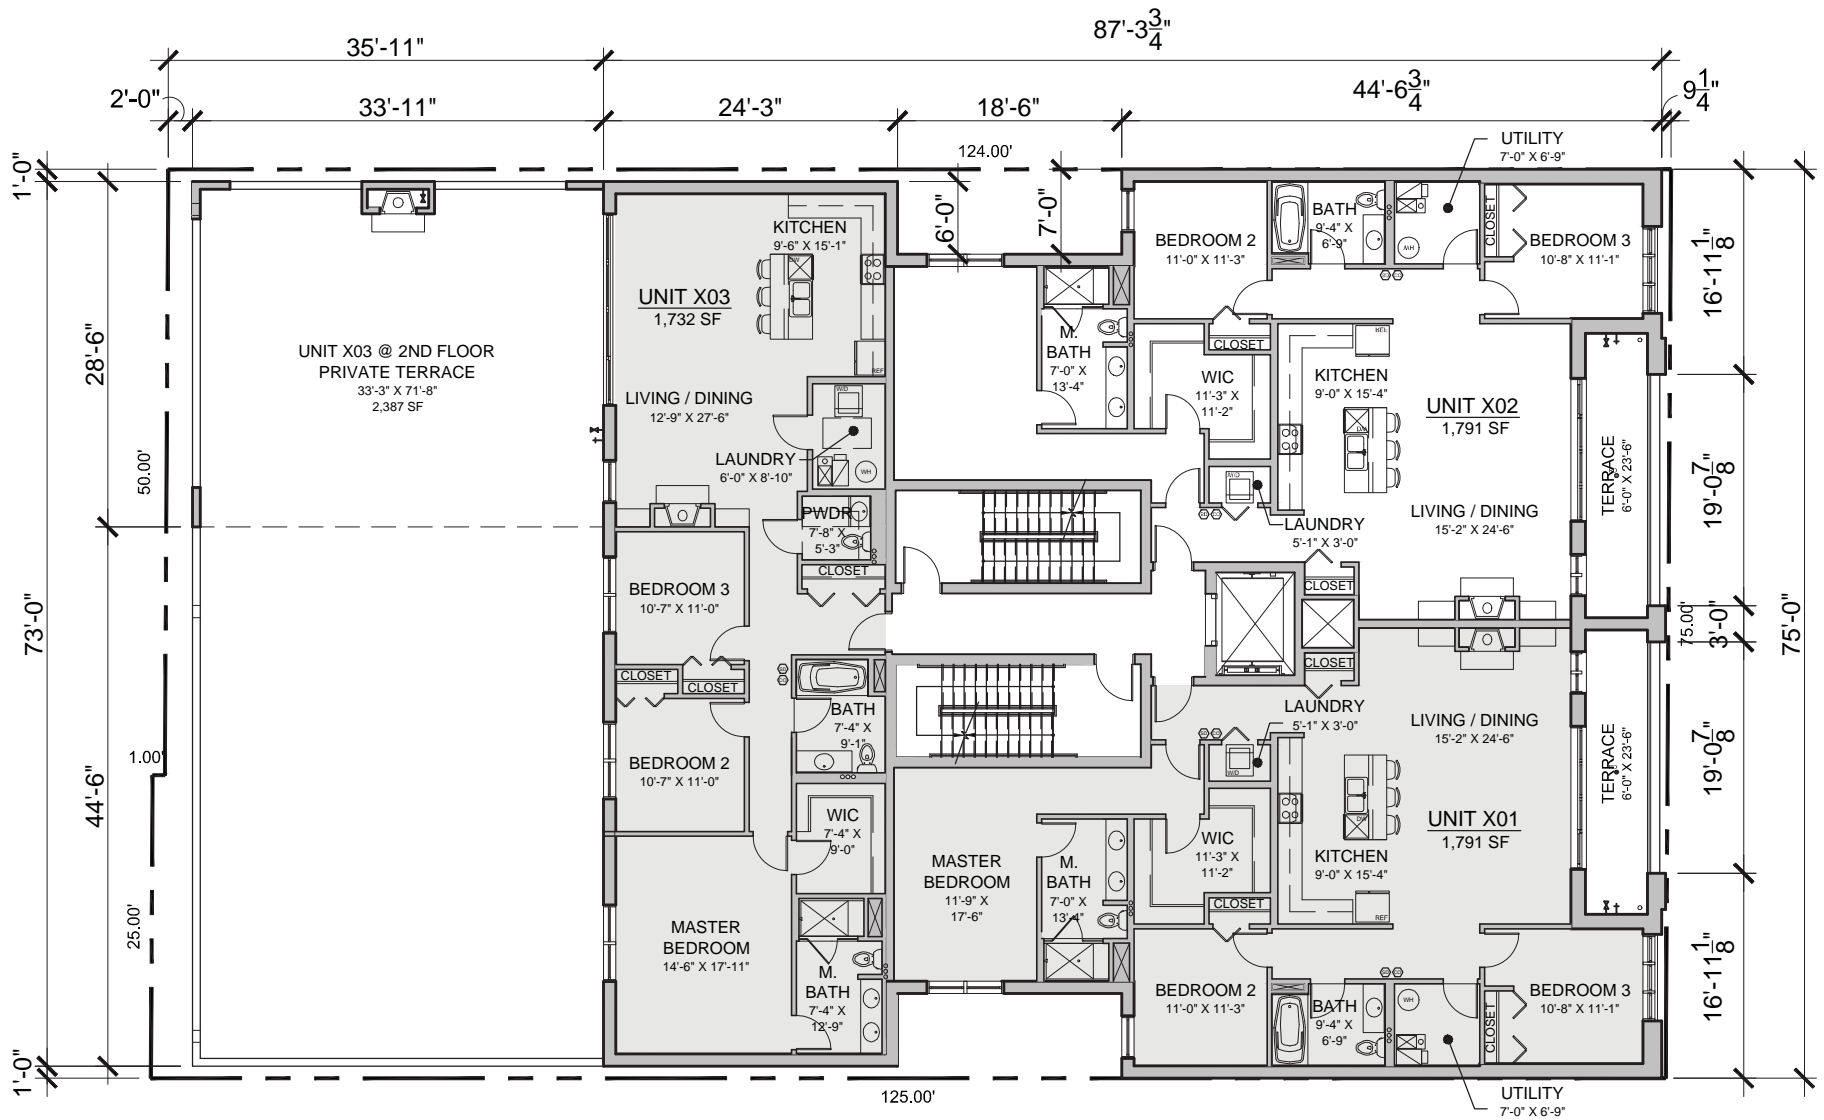 87'-3 3/4"
35'-11"
2'-0"
33'-11"
24'-3"
18'-6"
44'-6 3/4"
9 1/4"
1'-0"
124.00'
UTILITY
7'-0" X 6'-9"
6'-0"
7'-0"
KITCHEN
9'-6" X 15'-1"
DW
BEDROOM 2
11'-0" X 11'-3"
BATH
9'-4" X
6'-9"
WH
CLOSET
BEDROOM 3
10'-8" X 11'-1"
16'-11 1/8"
UNIT X03
1,732 SF
REF
28'-6"
UNIT X03 @ 2ND FLOOR
PRIVATE TERRACE
33'-3" X 71'-8"
2,387 SF
M.
BATH
7'-0" X
13'-4"
CLOSET
REF
WIC
11'-3" X
11'-2"
KITCHEN
9'-0" X 15'-4"
DW
UNIT X02
1,791 SF
LIVING / DINING
12'-9" X 27'-6"
W/D
LAUNDRY
6'-0" X 8'-10"
WH
50.00'
TERRACE
6'-0" X 23'-6"
19'-0 7/8"
W/D
PWDR
7'-8" X
5'-3"
LAUNDRY
5'-1" X 3'-0"
LIVING / DINING
15'-2" X 24'-6"
CLOSET
CLOSET
BEDROOM 3
10'-7" X 11'-0"
73'-0"
75.00'
3'-0"
75'-0"
CLOSET
CLOSET
CLOSET
BATH
7'-4" X
9'-1"
LAUNDRY
5'-1" X 3'-0"
W/D
LIVING / DINING
15'-2" X 24'-6"
1.00'
BEDROOM 2
10'-7" X 11'-0"
TERRACE
6'-0" X 23'-6"
19'-0 7/8"
44'-6"
WIC
7'-4" X
9'-0"
DW
UNIT X01
1,791 SF
WIC
11'-3" X
11'-2"
KITCHEN
9'-0" X 15'-4"
REF
MASTER
BEDROOM
11'-9" X
17'-6"
M.
BATH
7'-0" X
13'-4"
CLOSET
25.00'
MASTER
BEDROOM
14'-6" X 17'-11"
M.
BATH
7'-4" X
12'-9"
BEDROOM 2
11'-0" X 11'-3"
BATH
9'-4" X
6'-9"
WH
CLOSET
BEDROOM 3
10'-8" X 11'-1"
16'-11 1/8"
1'-0"
125.00'
UTILITY
7'-0" X 6'-9"